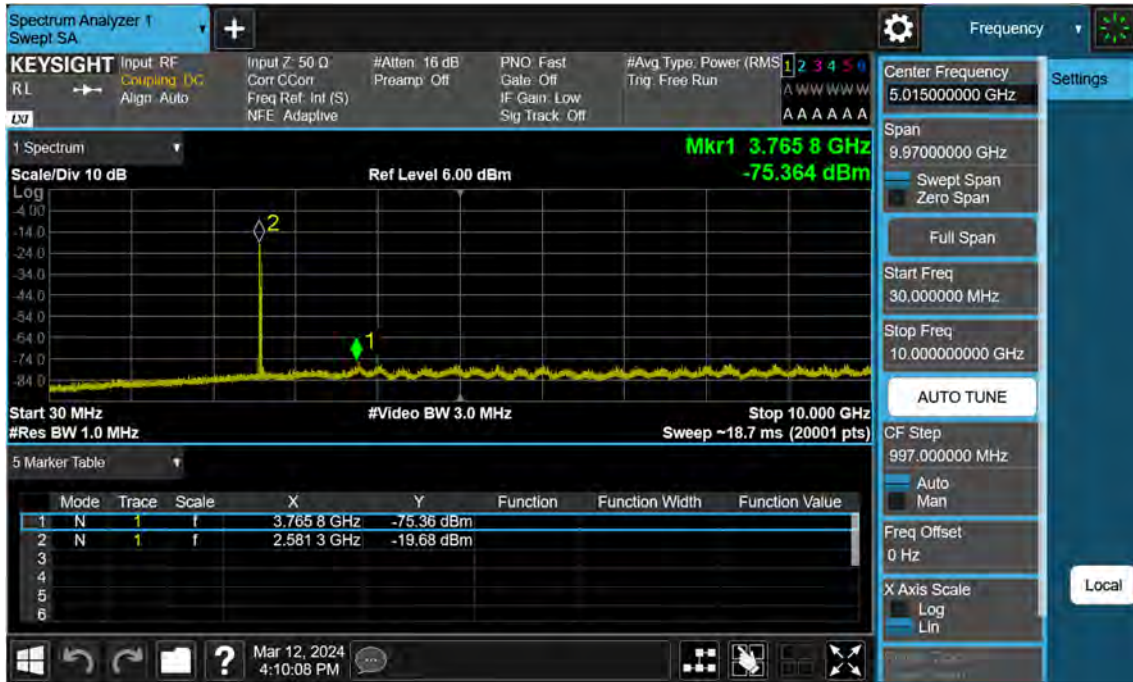 Spectrum Analyzer 1
Swept SA
+
Frequency
KEYSIGHT
RL
LXI
Input: RF
Coupling: DC
Align: Auto
Input Z: 50 Ω
Corr CCorr
Freq Ref: Int (S)
NFE: Adaptive
#Atten: 16 dB
Preamp: Off
PNO: Fast
Gate: Off
IF Gain: Low
Sig Track: Off
#Avg Type: Power (RMS
Trig: Free Run
1 2 3 4 5 6
A W W W W W
A A A A A A
Center Frequency
5.015000000 GHz
Settings
1 Spectrum
Mkr1 3.765 8 GHz
Scale/Div 10 dB
Ref Level 6.00 dBm
-75.364 dBm
Log
-4.00
-14.0
-24.0
-34.0
-44.0
-54.0
-64.0
-74.0
-84.0
2
1
Start 30 MHz
#Video BW 3.0 MHz
Stop 10.000 GHz
#Res BW 1.0 MHz
Sweep ~18.7 ms (20001 pts)
Span
9.97000000 GHz
Swept Span
Zero Span
Full Span
Start Freq
30.000000 MHz
Stop Freq
10.000000000 GHz
AUTO TUNE
CF Step
997.000000 MHz
Auto
Man
Freq Offset
0 Hz
X Axis Scale
Log
Lin
Local
5 Marker Table
Mode Trace Scale X Y Function Function Width Function Value
1 N 1 f 3.765 8 GHz -75.36 dBm
2 N 1 f 2.581 3 GHz -19.68 dBm
3
4
5
6
?
Mar 12, 2024
4:10:08 PM